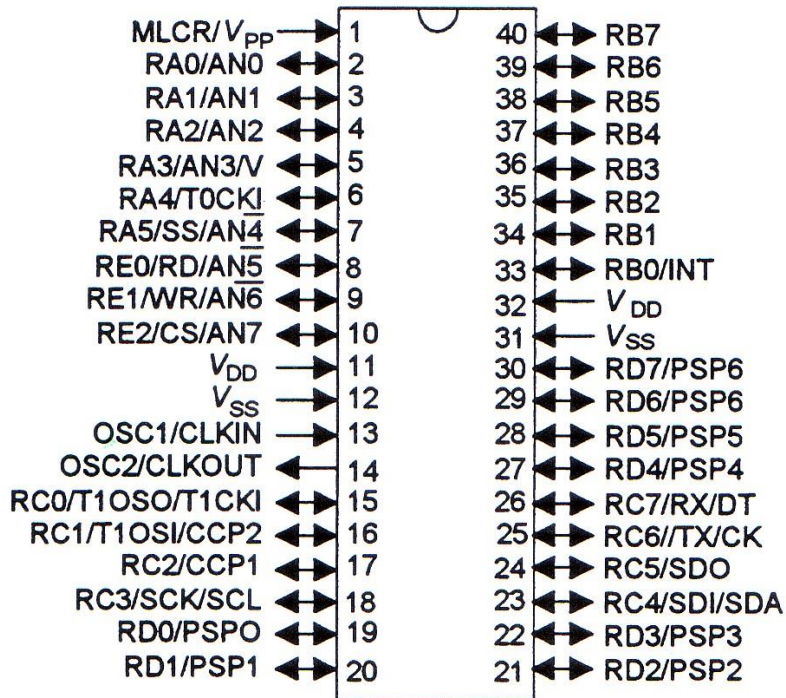 MLCR/VPP 1 40 RB7
RA0/AN0 2 39 RB6
RA1/AN1 3 38 RB5
RA2/AN2 4 37 RB4
RA3/AN3/V 5 36 RB3
RA4/T0CKI 6 35 RB2
RA5/SS/AN4 7 34 RB1
RE0/RD/AN5 8 33 RB0/INT
RE1/WR/AN6 9 32 VDD
RE2/CS/AN7 10 31 VSS
VDD 11 30 RD7/PSP6
VSS 12 29 RD6/PSP6
OSC1/CLKIN 13 28 RD5/PSP5
OSC2/CLKOUT 14 27 RD4/PSP4
RC0/T1OSO/T1CKI 15 26 RC7/RX/DT
RC1/T1OSI/CCP2 16 25 RC6//TX/CK
RC2/CCP1 17 24 RC5/SDO
RC3/SCK/SCL 18 23 RC4/SDI/SDA
RD0/PSPO 19 22 RD3/PSP3
RD1/PSP1 20 21 RD2/PSP2